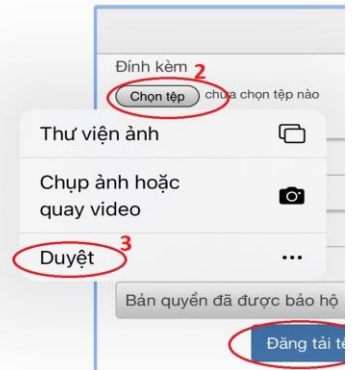 Đính kèm 2
Chọn tệp chưa chọn tệp nào
Thư viện ảnh
Chụp ảnh hoặc
quay video
3
Duyệt
Bản quyền đã được bảo hộ
Đăng tải